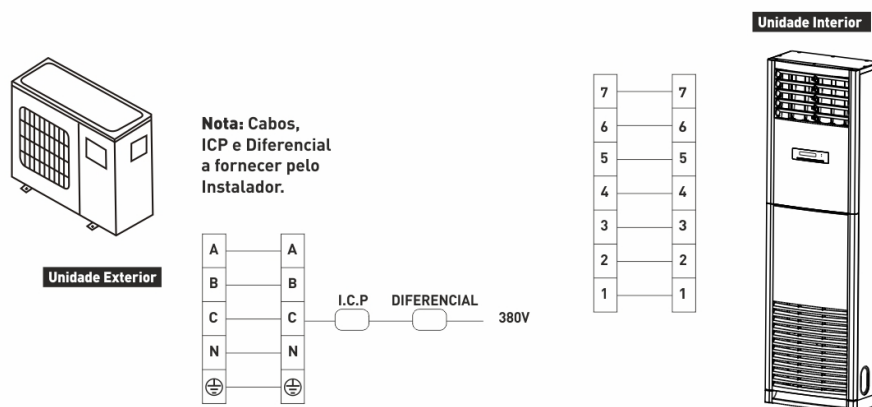 Unidade Interior
Nota: Cabos,
ICP e Diferencial
a fornecer pelo
Instalador.
Unidade Exterior
A A
B B
C C
N N
I.C.P DIFERENCIAL
380V
7 7
6 6
5 5
4 4
3 3
2 2
1 1